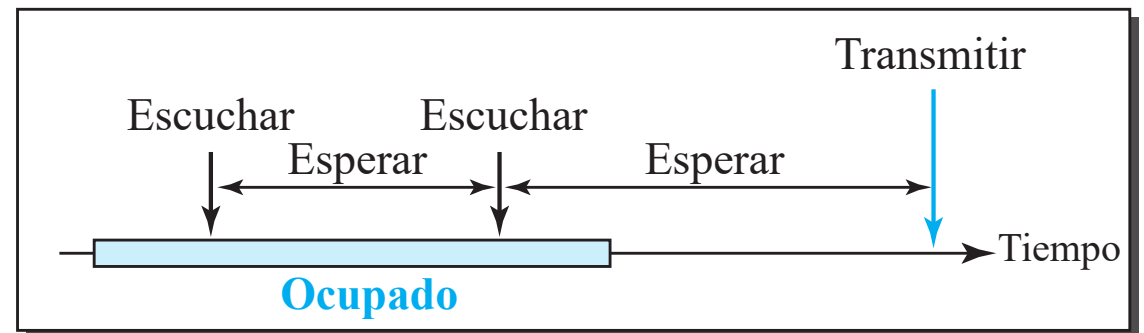 Transmitir
Escuchar Escuchar
Esperar Esperar
Tiempo
Ocupado